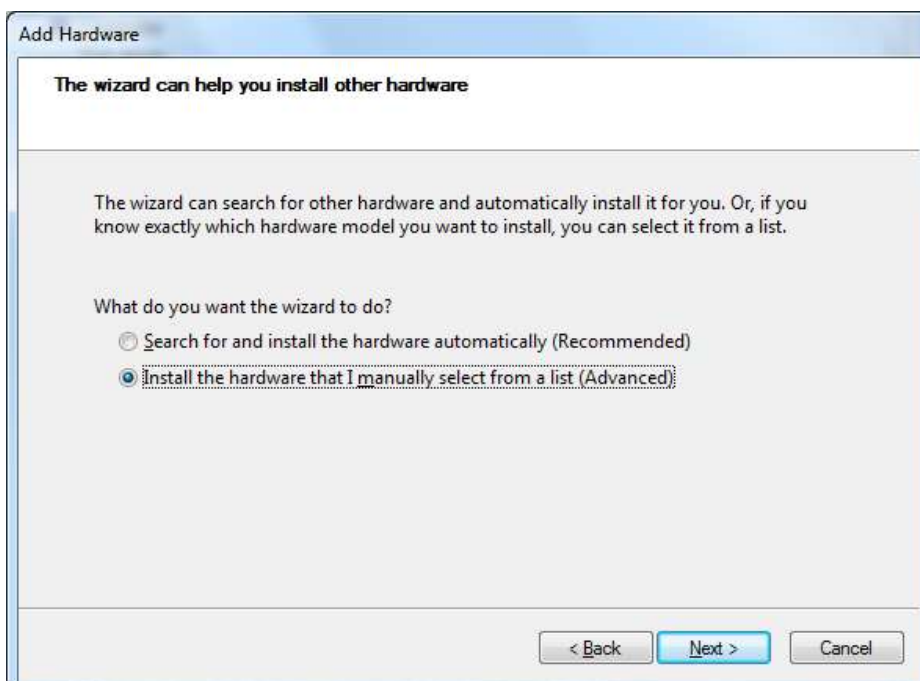 Add Hardware
The wizard can help you install other hardware
The wizard can search for other hardware and automatically install it for you. Or, if you
know exactly which hardware model you want to install, you can select it from a list.
What do you want the wizard to do?
Search for and install the hardware automatically (Recommended)
Install the hardware that I manually select from a list (Advanced)
< Back Next > Cancel